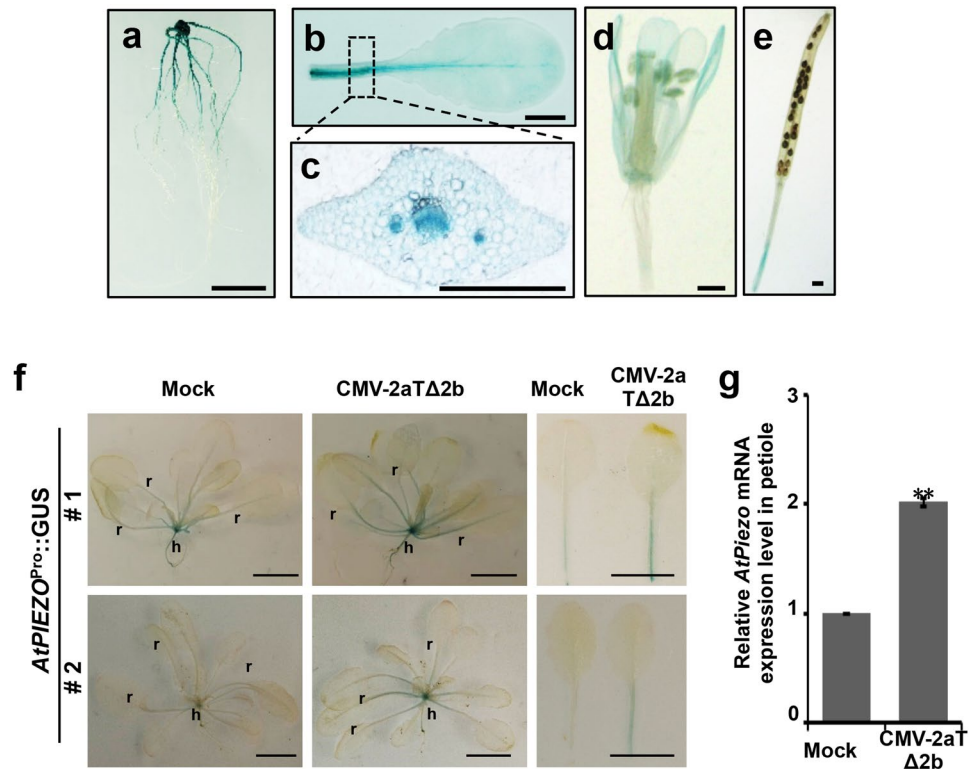 a
b
c
d
e
f
Mock
CMV-2aTΔ2b
Mock
CMV-2a
TΔ2b
AtPIEZOPro::GUS
# 1
# 2
r
r
r
h
r
r
r
h
r
r
r
h
r
r
r
h
g
Relative AtPiezo mRNA
expression level in petiole
3
2
1
0
**
Mock
CMV-2aT
Δ2b